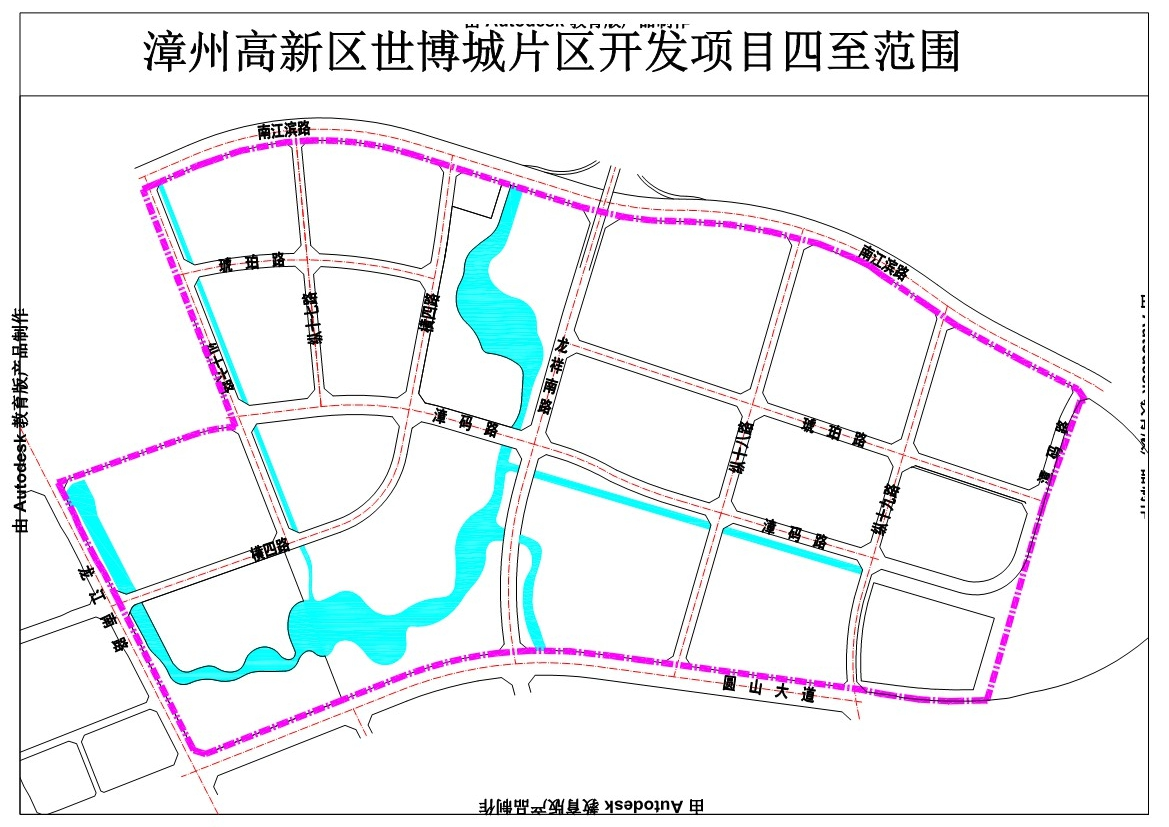 漳州高新区世博城片区开发项目四至范围
南江滨路
南江滨路
琥珀路
纵十七路
横四路
纵十六路
龙祥南路
漳码路
琥珀路
纵十八路
漳码路
纵十九路
漳码路
横四路
龙江南路
圆山大道
由 Autodesk 教育版产品制作
由 Autodesk 教育版产品制作
由 Autodesk 教育版产品制作